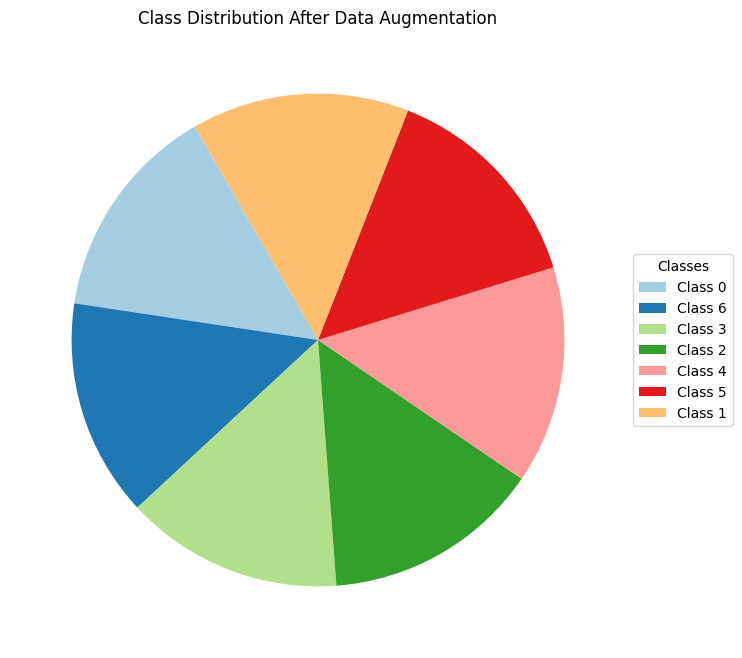 Class Distribution After Data Augmentation
Classes
Class 0
Class 6
Class 3
Class 2
Class 4
Class 5
Class 1